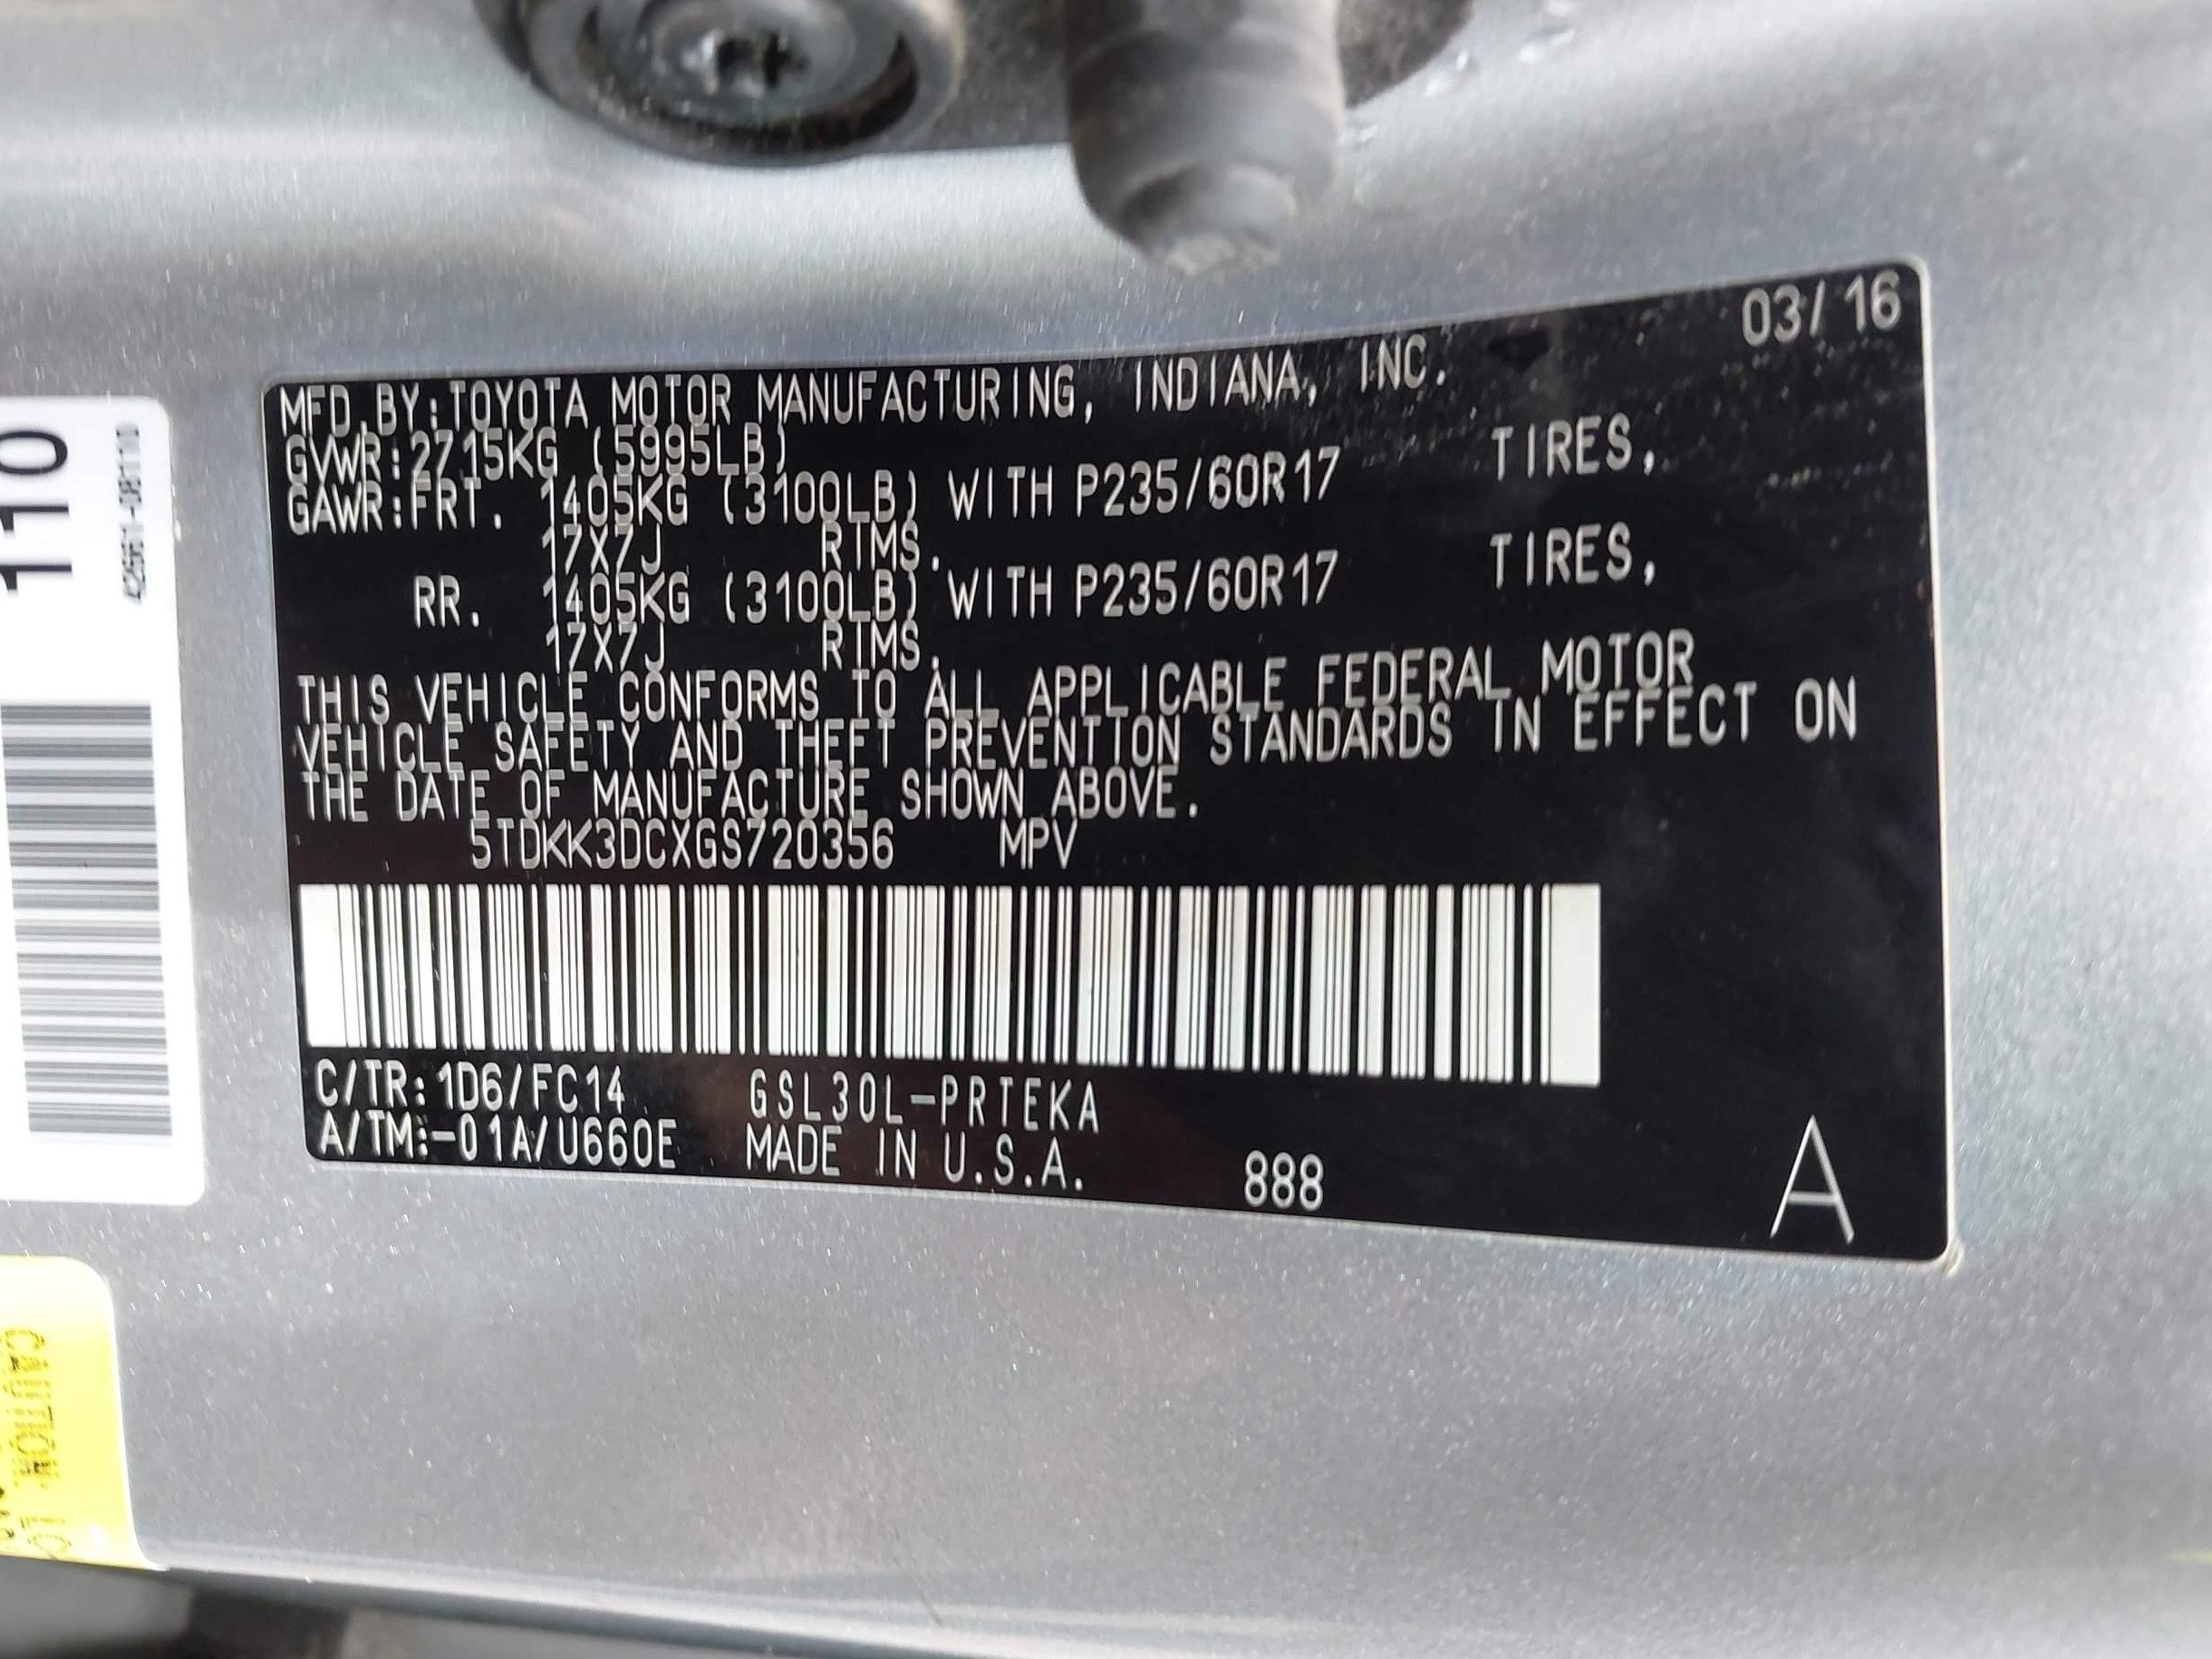 03/16
MFD.BY:TOYOTA MOTOR MANUFACTURING, INDIANA, INC.
GVWR:2715KG (5995LB)
GAWR:FRT. 1405KG (3100LB) WITH P235/60R17 TIRES,
17X7J RIMS.
RR. 1405KG (3100LB) WITH P235/60R17 TIRES,
17X7J RIMS.
THIS VEHICLE CONFORMS TO ALL APPLICABLE FEDERAL MOTOR
VEHICLE SAFETY AND THEFT PREVENTION STANDARDS IN EFFECT ON
THE DATE OF MANUFACTURE SHOWN ABOVE.
5TDKK3DCXGS720356 MPV
C/TR:1D6/FC14 GSL30L-PRTEKA
A/TM:-01A/U660E MADE IN U.S.A. 888
A
110
CAUTION: